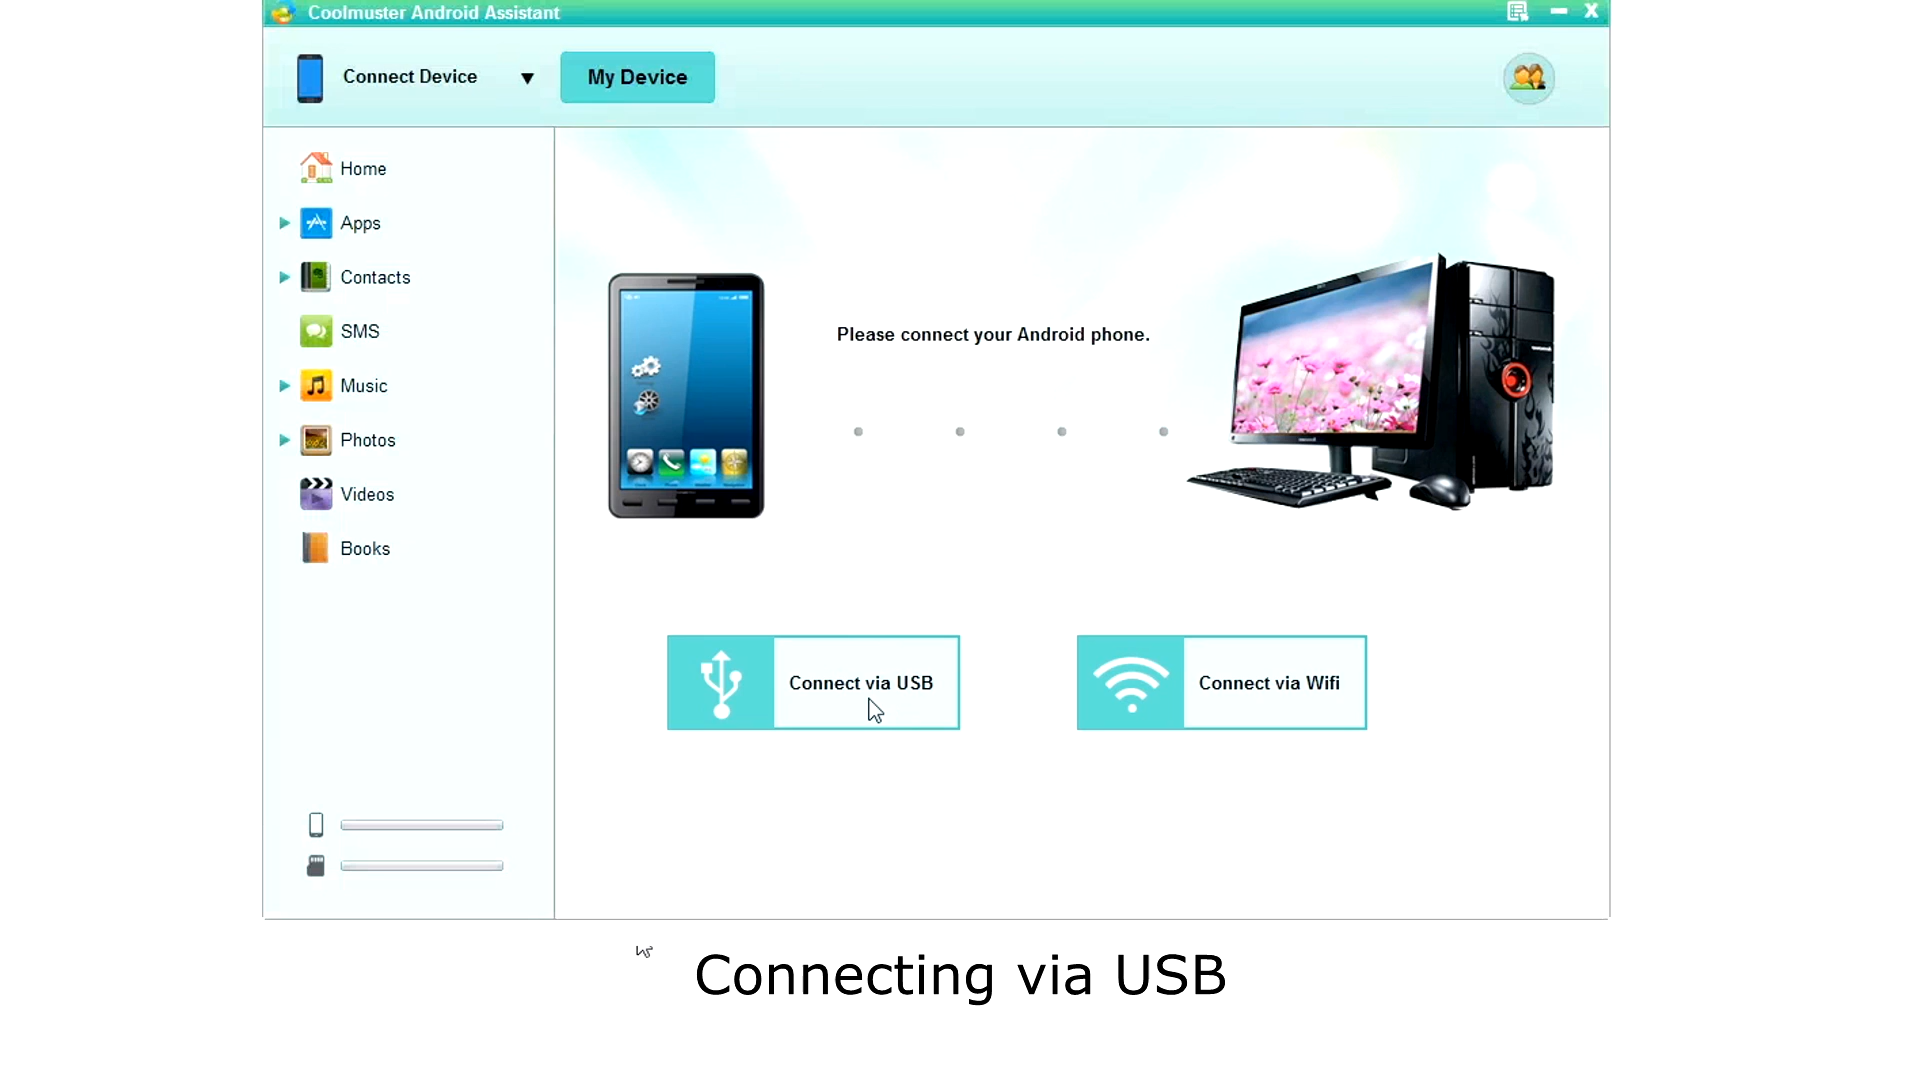 Coolmuster Android Assistant
Connect Device
My Device
Home
Apps
Contacts
SMS
Music
Photos
Videos
Books
Please connect your Android phone.
Connect via USB
Connect via Wifi
Connecting via USB